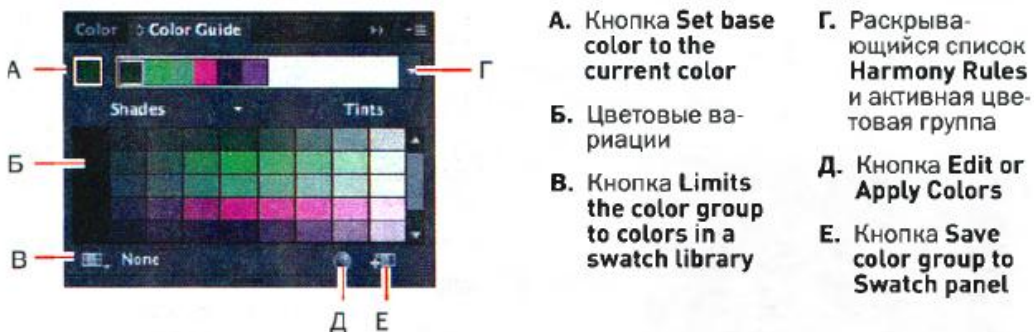 Color
Color Guide
А
Г
Shades
Tints
Б
В
None
Д
Е
А. Кнопка Set base
color to the
current color
Б. Цветовые ва-
риации
В. Кнопка Limits
the color group
to colors in a
swatch library
Г. Раскрыва-
ющийся список
Harmony Rules
и активная цве-
товая группа
Д. Кнопка Edit or
Apply Colors
Е. Кнопка Save
color group to
Swatch panel